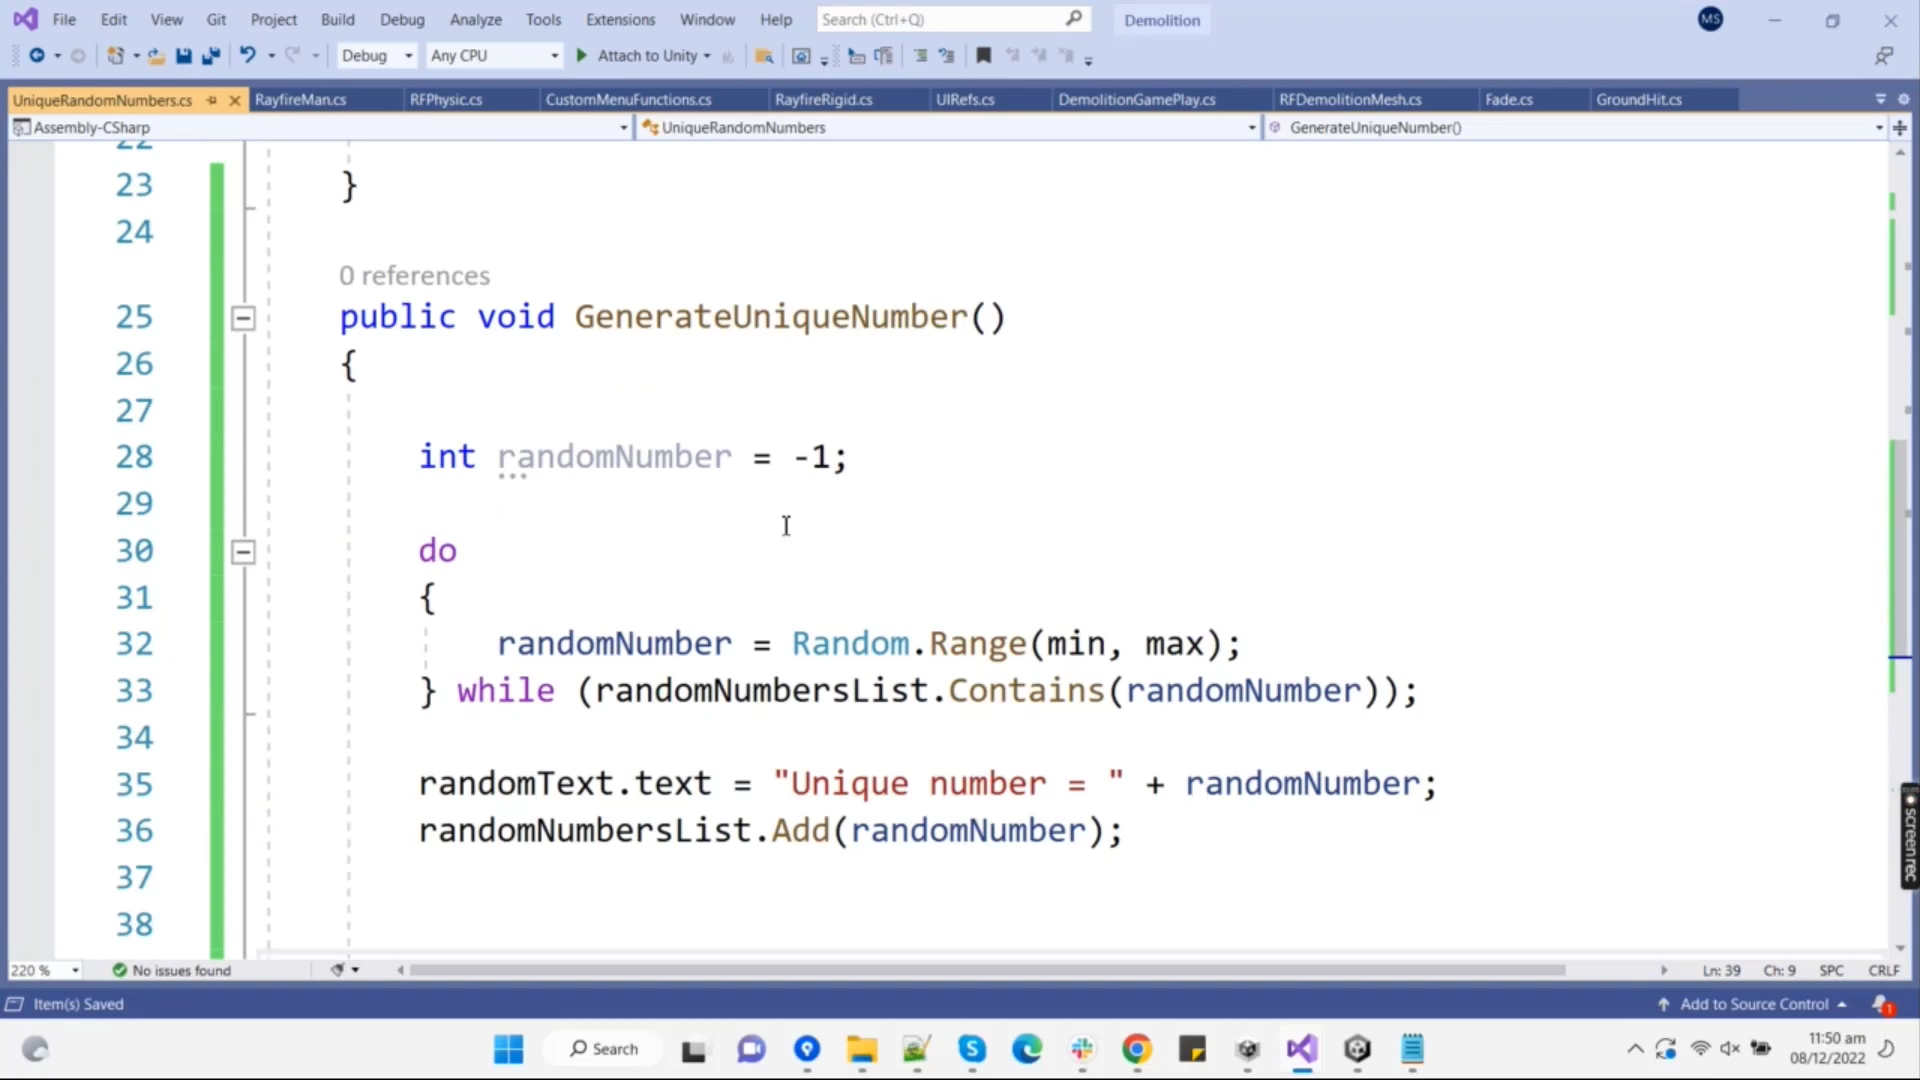 File Edit View Git Project Build Debug Analyze Tools Extensions Window Help Search (Ctrl+Q) Demolition MS
Debug Any CPU Attach to Unity
UniqueRandomNumbers.cs RayfireMan.cs RFPhysic.cs CustomMenuFunctions.cs RayfireRigid.cs UIRefs.cs DemolitionGamePlay.cs RFDemolitionMesh.cs Fade.cs GroundHit.cs
Assembly-CSharp UniqueRandomNumbers GenerateUniqueNumber()
22
23 }
24
0 references
25 public void GenerateUniqueNumber()
26 {
27
28 int randomNumber = -1;
29
30 do
31 {
32 randomNumber = Random.Range(min, max);
33 } while (randomNumbersList.Contains(randomNumber));
34
35 randomText.text = "Unique number = " + randomNumber;
36 randomNumbersList.Add(randomNumber);
37
38
screenrec
220 % No issues found Ln: 39 Ch: 9 SPC CRLF
Item(s) Saved Add to Source Control 1
Search 11:50 am
08/12/2022